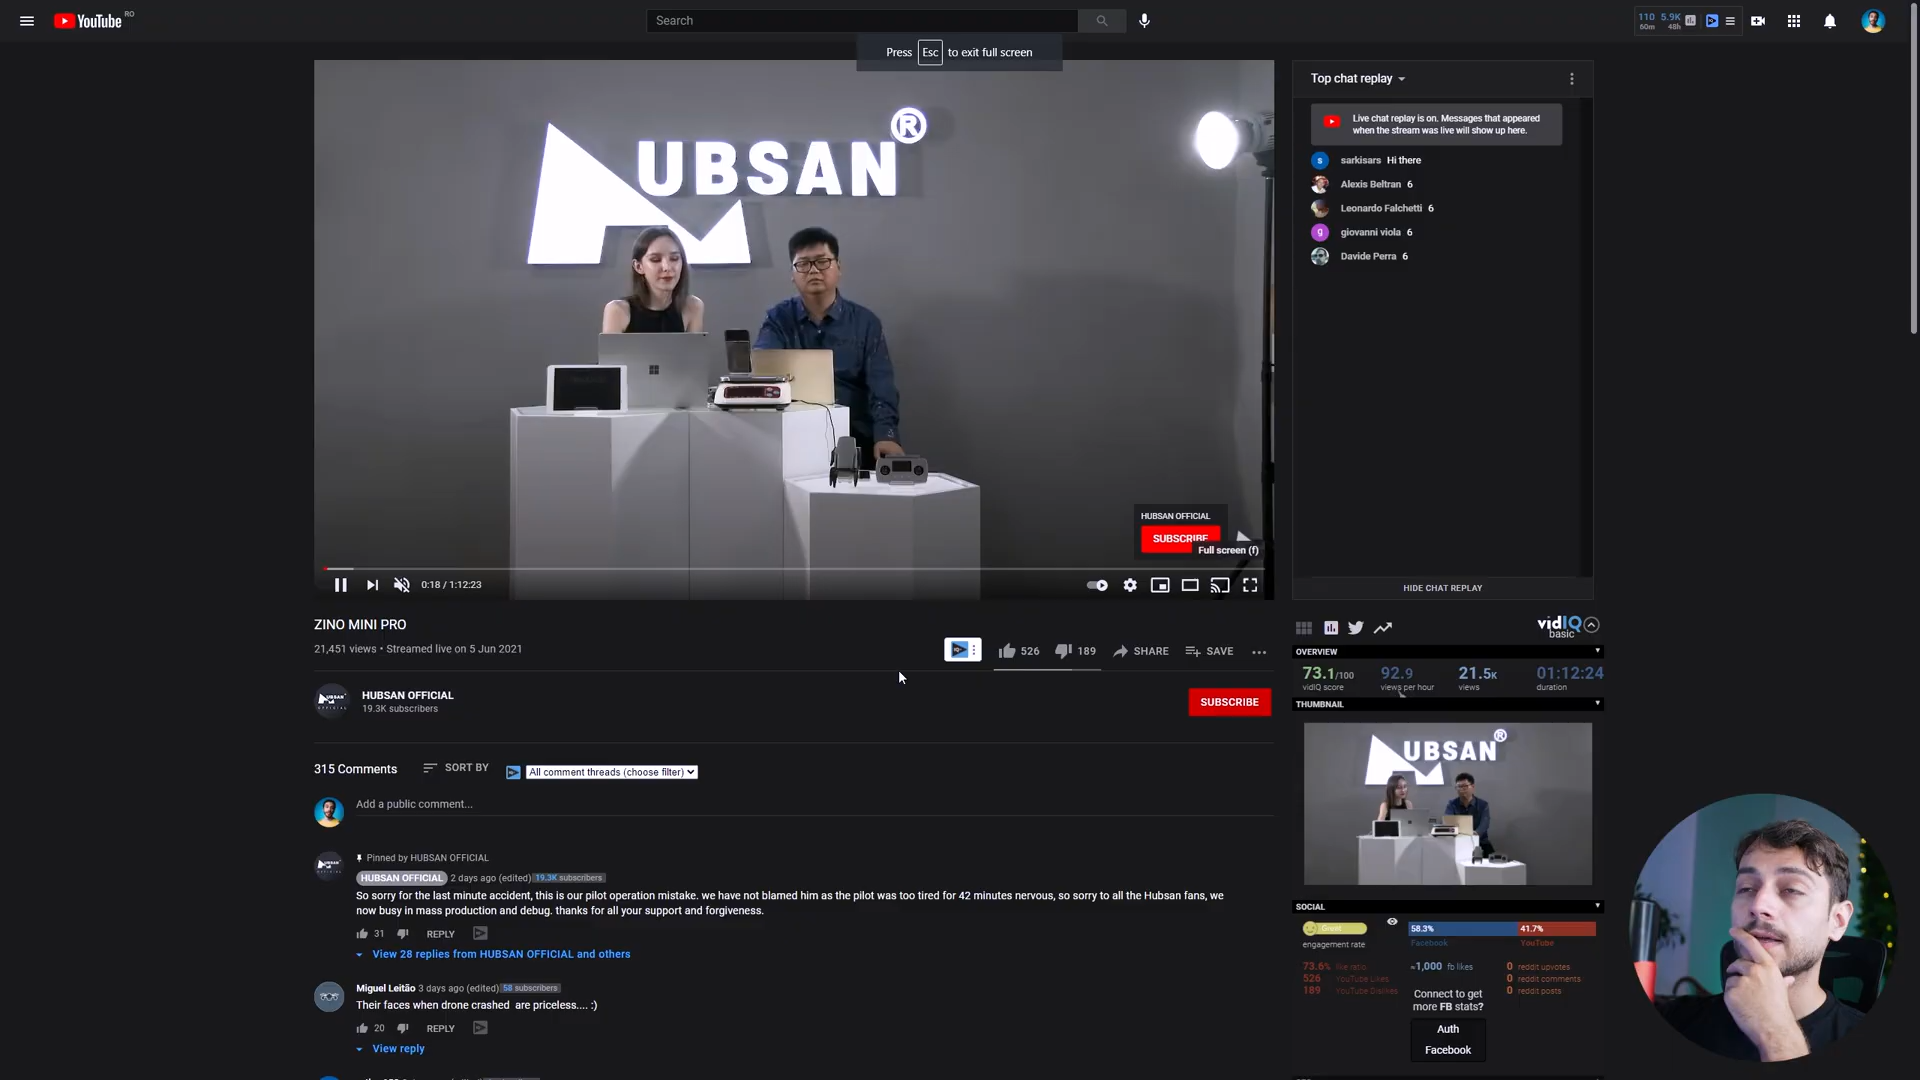 YouTube RO
Search
110 5.9K
60m 48h
Press Esc to exit full screen
UBSAN®
HUBSAN OFFICIAL
SUBSCRIBE
Full screen (f)
0:18 / 1:12:23
Top chat replay
Live chat replay is on. Messages that appeared
when the stream was live will show up here.
s sarkisars Hi there
Alexis Beltran 6
Leonardo Falchetti 6
g giovanni viola 6
Davide Perra 6
HIDE CHAT REPLAY
ZINO MINI PRO
21,451 views • Streamed live on 5 Jun 2021
526 189 SHARE SAVE
HUBSAN OFFICIAL
19.3K subscribers
SUBSCRIBE
315 Comments SORT BY All comment threads (choose filter)
Add a public comment...
Pinned by HUBSAN OFFICIAL
HUBSAN OFFICIAL 2 days ago (edited) 19.3K subscribers
So sorry for the last minute accident, this is our pilot operation mistake. we have not blamed him as the pilot was too tired for 42 minutes nervous, so sorry to all the Hubsan fans, we
now busy in mass production and debug. thanks for all your support and forgiveness.
31 REPLY
View 28 replies from HUBSAN OFFICIAL and others
Miguel Leitão 3 days ago (edited) 58 subscribers
Their faces when drone crashed are priceless.... :)
20 REPLY
View reply
vidIQ
basic
OVERVIEW
73.1/100 92.9 21.5K 01:12:24
vidIQ score views per hour views duration
THUMBNAIL
UBSAN®
SOCIAL
Great 58.3% 41.7%
engagement rate Facebook YouTube
73.6% like ratio ≈1,000 fb likes 0 reddit upvotes
526 YouTube Likes 0 reddit comments
189 YouTube Dislikes 0 reddit posts
Connect to get
more FB stats?
Auth
Facebook